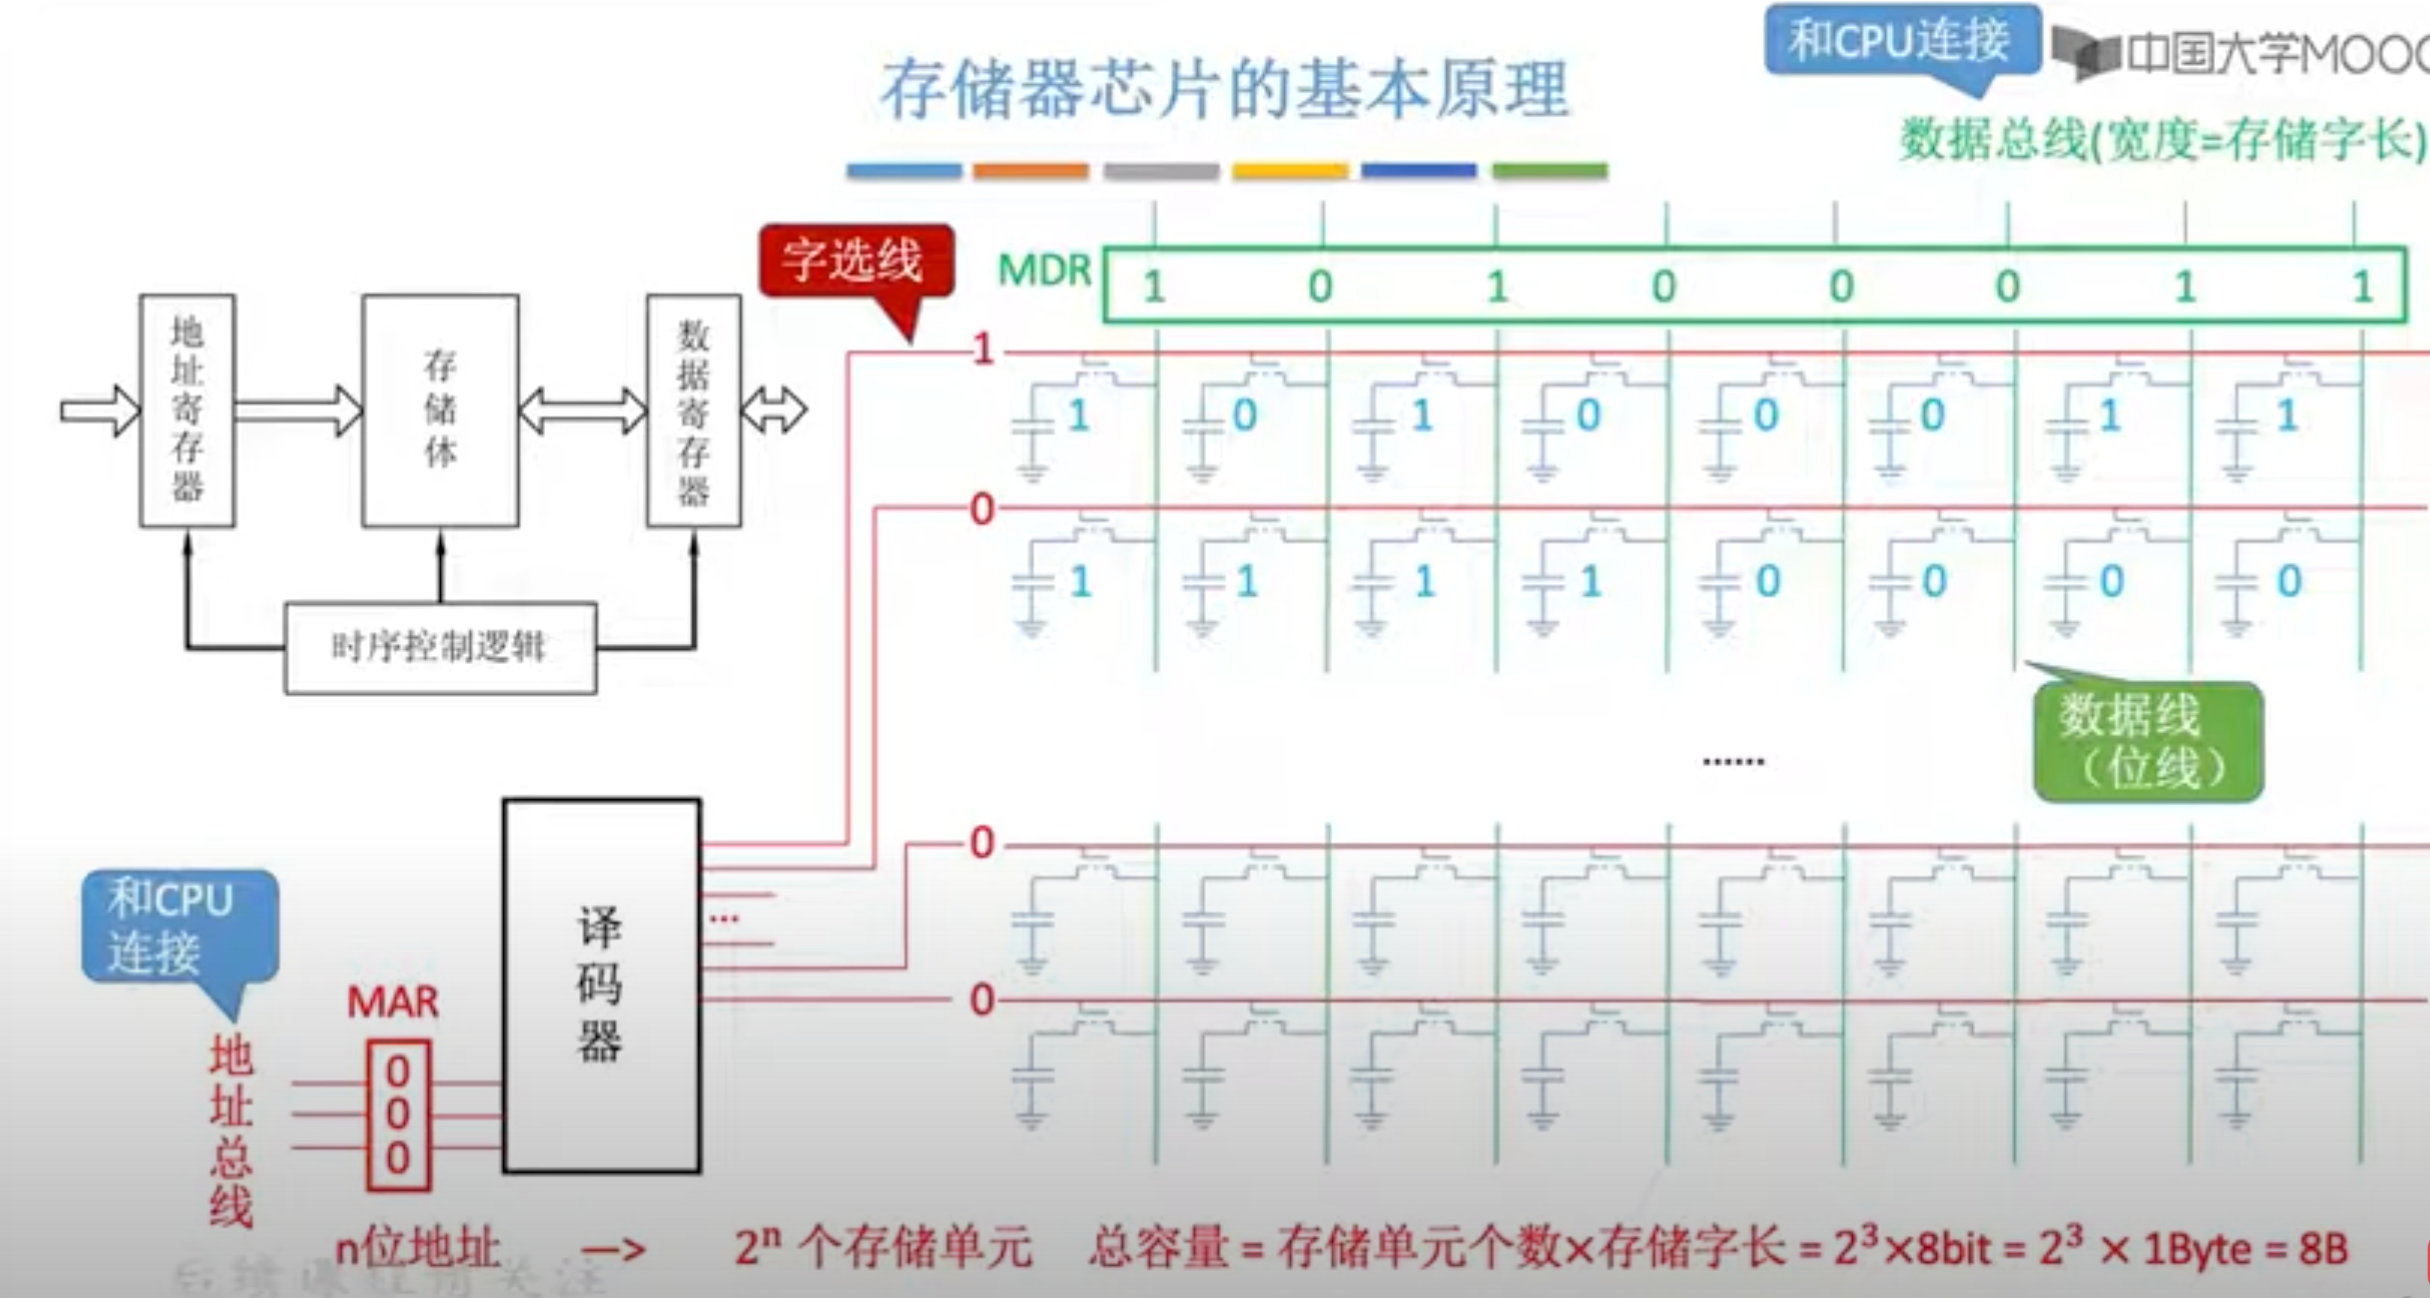 和CPU连接
中国大学MOOC
存储器芯片的基本原理
数据总线(宽度=存储字长)
字选线
MDR 1 0 1 0 0 0 1 1
地址寄存器
存储体
数据寄存器
时序控制逻辑
1
1 0 1 0 0 0 1 1
0
1 1 1 1 0 0 0 0
数据线
（位线）
......
0
0
译码器
...
和CPU
连接
MAR
地址总线
0
0
0
n位地址 —> 2ⁿ 个存储单元 总容量 = 存储单元个数×存储字长 = 2³×8bit = 2³ × 1Byte = 8B